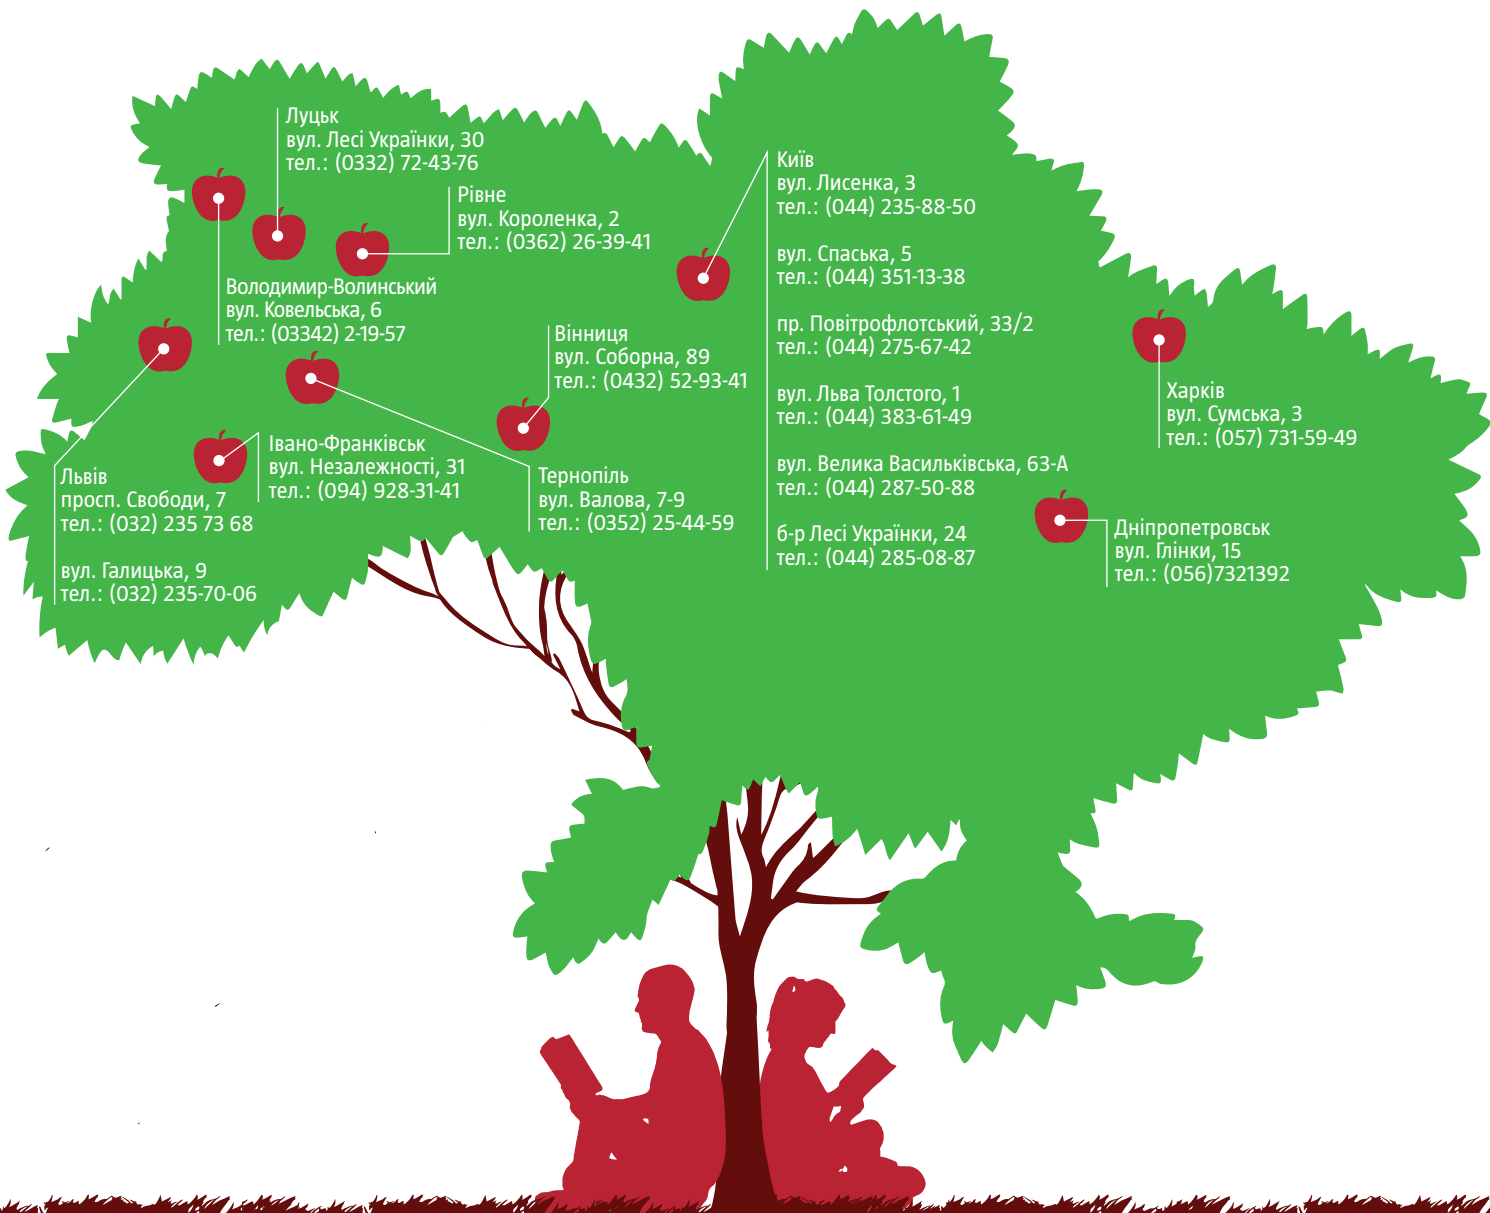 Луцьк
вул. Лесі Українки, 30
тел.: (0332) 72-43-76
Рівне
вул. Короленка, 2
тел.: (0362) 26-39-41
Володимир-Волинський
вул. Ковельська, 6
тел.: (03342) 2-19-57
Вінниця
вул. Соборна, 89
тел.: (0432) 52-93-41
Івано-Франківськ
вул. Незалежності, 31
тел.: (094) 928-31-41
Львів
просп. Свободи, 7
тел.: (032) 235 73 68
вул. Галицька, 9
тел.: (032) 235-70-06
Тернопіль
вул. Валова, 7-9
тел.: (0352) 25-44-59
Київ
вул. Лисенка, 3
тел.: (044) 235-88-50
вул. Спаська, 5
тел.: (044) 351-13-38
пр. Повітрофлотський, 33/2
тел.: (044) 275-67-42
вул. Льва Толстого, 1
тел.: (044) 383-61-49
вул. Велика Васильківська, 63-А
тел.: (044) 287-50-88
б-р Лесі Українки, 24
тел.: (044) 285-08-87
Харків
вул. Сумська, 3
тел.: (057) 731-59-49
Дніпропетровськ
вул. Глінки, 15
тел.: (056)7321392